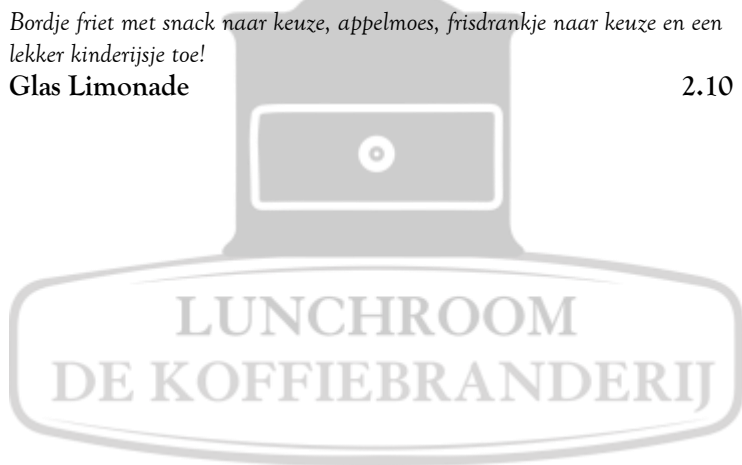 Bordje friet met snack naar keuze, appelmoes, frisdrankje naar keuze en een
lekker kinderijsje toe!
Glas Limonade 2.10
LUNCHROOM
DE KOFFIEBRANDERIJ